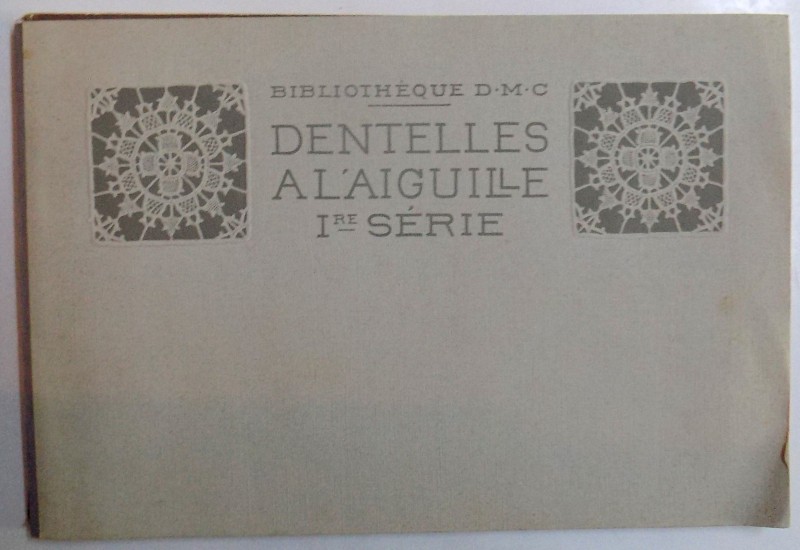 BIBLIOTHÈQUE D·M·C
DENTELLES
A L'AIGUILLE
IRE SÉRIE